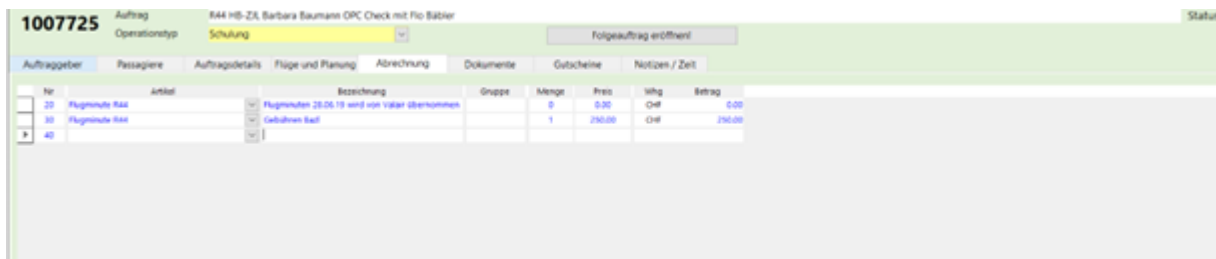 1007725
Auftrag R44 HB-ZJL Barbara Baumann OPC Check mit Flo Bäbler
Status
Operationstyp Schulung Folgeauftrag eröffnen!
Auftraggeber Passagiere Auftragsdetails Flüge und Planung Abrechnung Dokumente Gutscheine Notizen / Zeit
Nr Artikel Bezeichnung Gruppe Menge Preis Whg Betrag
20 Flugminute R44 Flugminuten 28.06.19 wird von Valair übernommen 0 0.00 CHF 0.00
30 Flugminute R44 Gebühren Bazl 1 250.00 CHF 250.00
40